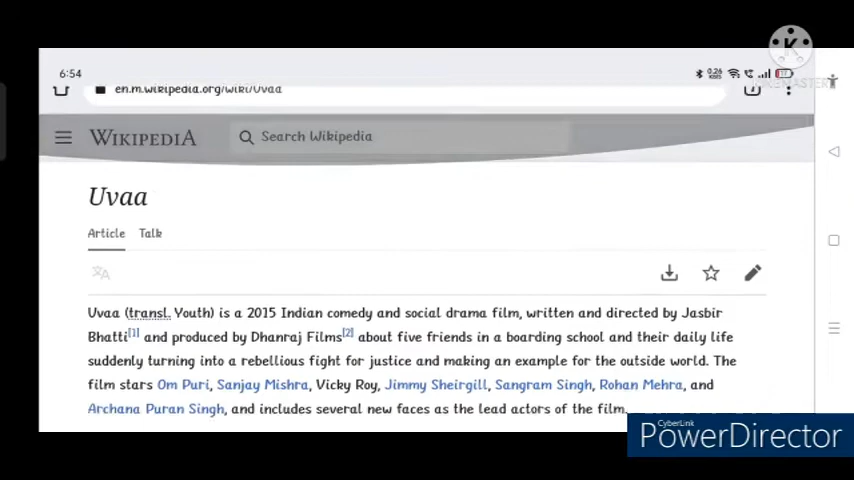 6:54
0.26
KB/S
17
KINEMASTER
en.m.wikipedia.org/wiki/Uvaa
WIKIPEDIA
Search Wikipedia
Uvaa
Article Talk
Uvaa (transl. Youth) is a 2015 Indian comedy and social drama film, written and directed by Jasbir
Bhatti[1] and produced by Dhanraj Films[2] about five friends in a boarding school and their daily life
suddenly turning into a rebellious fight for justice and making an example for the outside world. The
film stars Om Puri, Sanjay Mishra, Vicky Roy, Jimmy Sheirgill, Sangram Singh, Rohan Mehra, and
Archana Puran Singh, and includes several new faces as the lead actors of the film.
CyberLink
PowerDirector